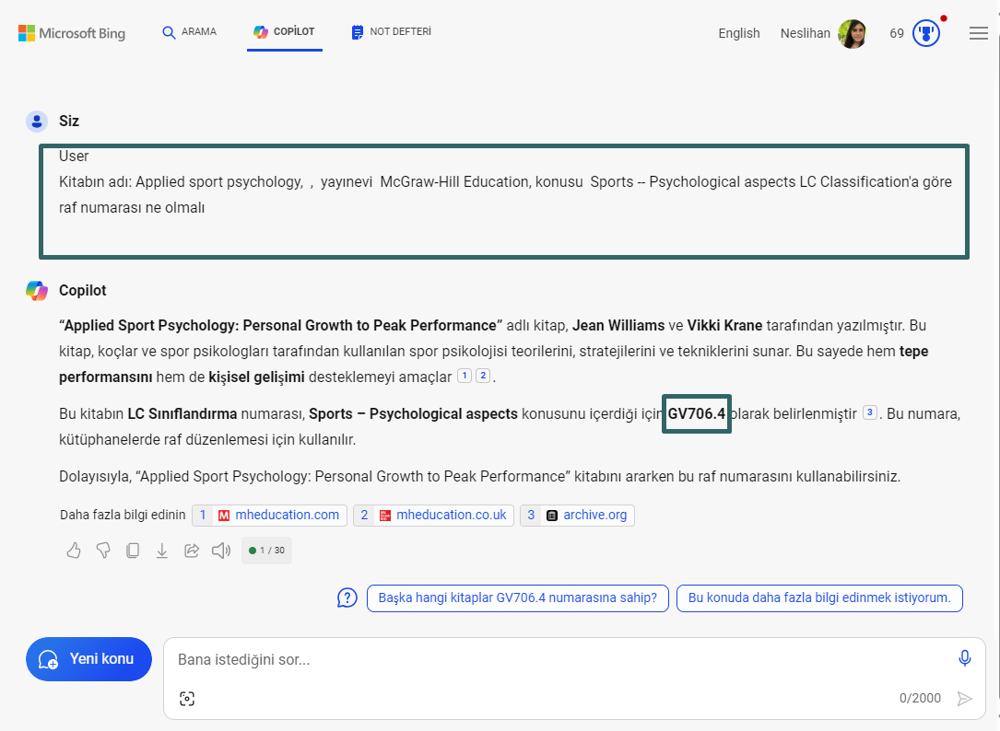 Microsoft Bing
ARAMA
COPİLOT
NOT DEFTERİ
English
Neslihan
69
Siz
User
Kitabın adı: Applied sport psychology, , yayınevi McGraw-Hill Education, konusu Sports -- Psychological aspects LC Classification'a göre
raf numarası ne olmalı
Copilot
“Applied Sport Psychology: Personal Growth to Peak Performance” adlı kitap, Jean Williams ve Vikki Krane tarafından yazılmıştır. Bu
kitap, koçlar ve spor psikologları tarafından kullanılan spor psikolojisi teorilerini, stratejilerini ve tekniklerini sunar. Bu sayede hem tepe
performansını hem de kişisel gelişimi desteklemeyi amaçlar 1 2 .
Bu kitabın LC Sınıflandırma numarası, Sports – Psychological aspects konusunu içerdiği için GV706.4 olarak belirlenmiştir 3 . Bu numara,
kütüphanelerde raf düzenlemesi için kullanılır.
Dolayısıyla, “Applied Sport Psychology: Personal Growth to Peak Performance” kitabını ararken bu raf numarasını kullanabilirsiniz.
Daha fazla bilgi edinin 1 M mheducation.com 2 mheducation.co.uk 3 archive.org
1 / 30
Başka hangi kitaplar GV706.4 numarasına sahip?
Bu konuda daha fazla bilgi edinmek istiyorum.
Yeni konu
Bana istediğini sor...
0/2000